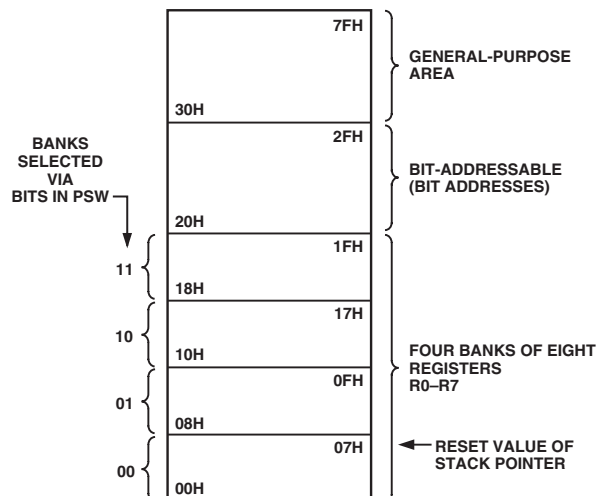 7FH
GENERAL-PURPOSE
AREA
30H
BANKS
SELECTED
VIA
BITS IN PSW
2FH
BIT-ADDRESSABLE
(BIT ADDRESSES)
20H
11
1FH
18H
10
17H
10H
FOUR BANKS OF EIGHT
REGISTERS
R0–R7
01
0FH
08H
00
07H
00H
RESET VALUE OF
STACK POINTER